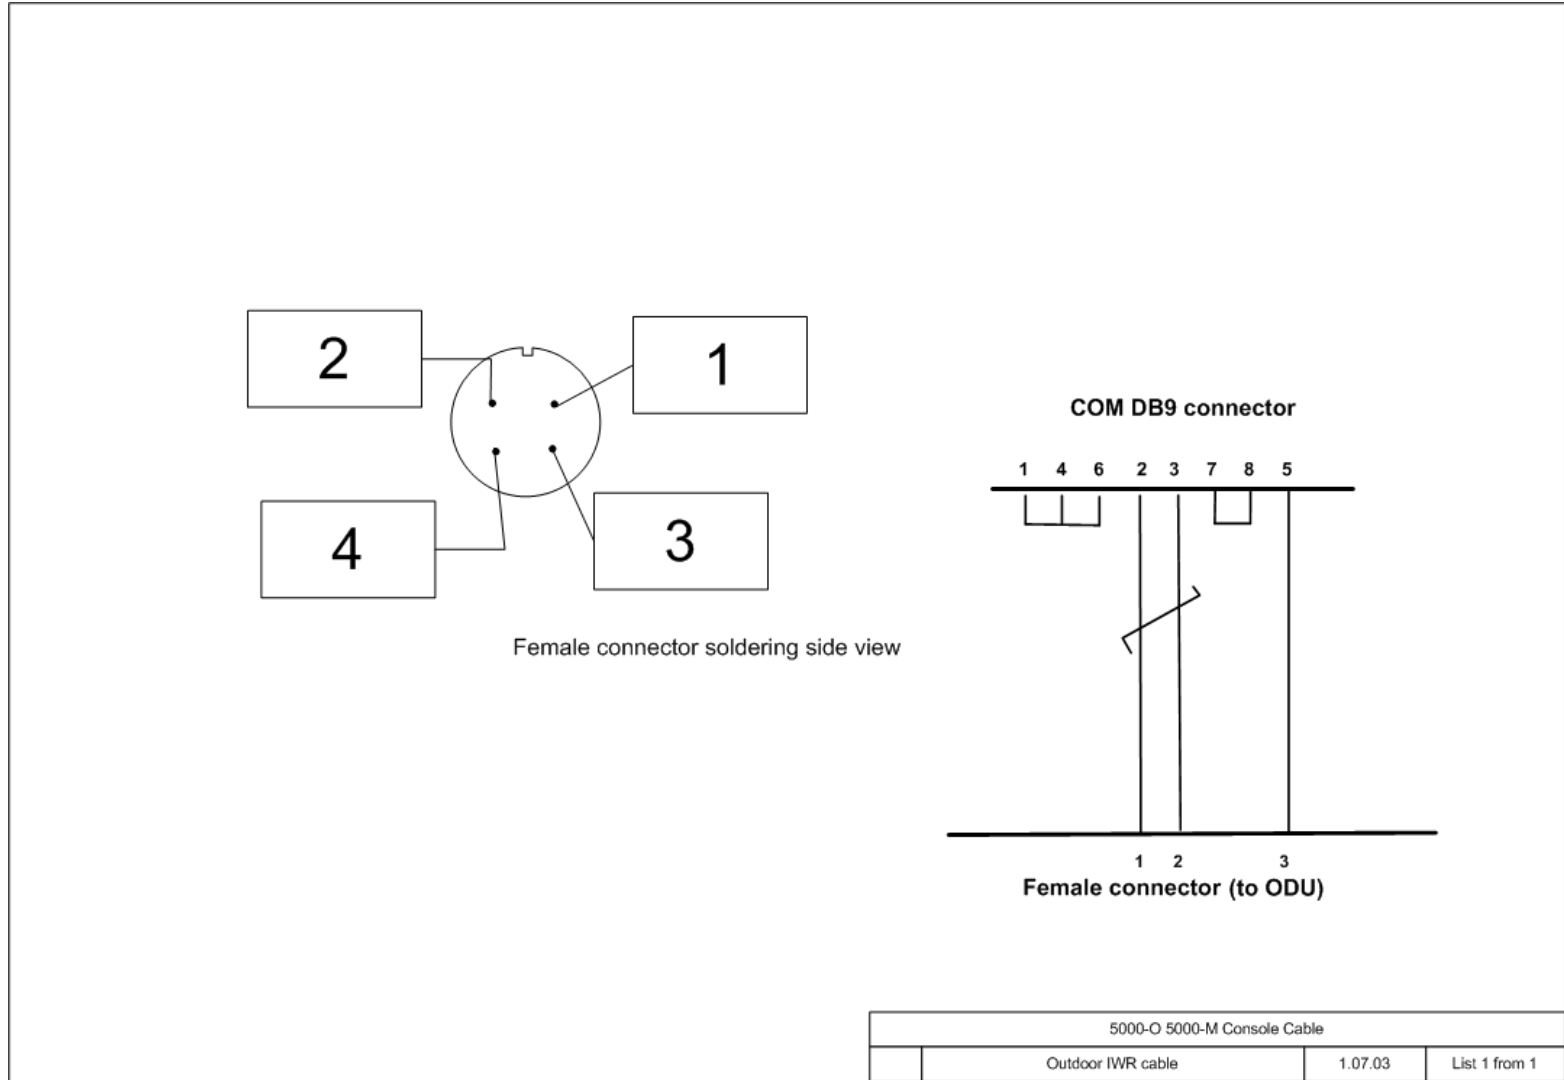 2
1
4
3
Female connector soldering side view
COM DB9 connector
1 4 6 2 3 7 8 5
1 2 3
Female connector (to ODU)
5000-O 5000-M Console Cable
Outdoor IWR cable 1.07.03 List 1 from 1